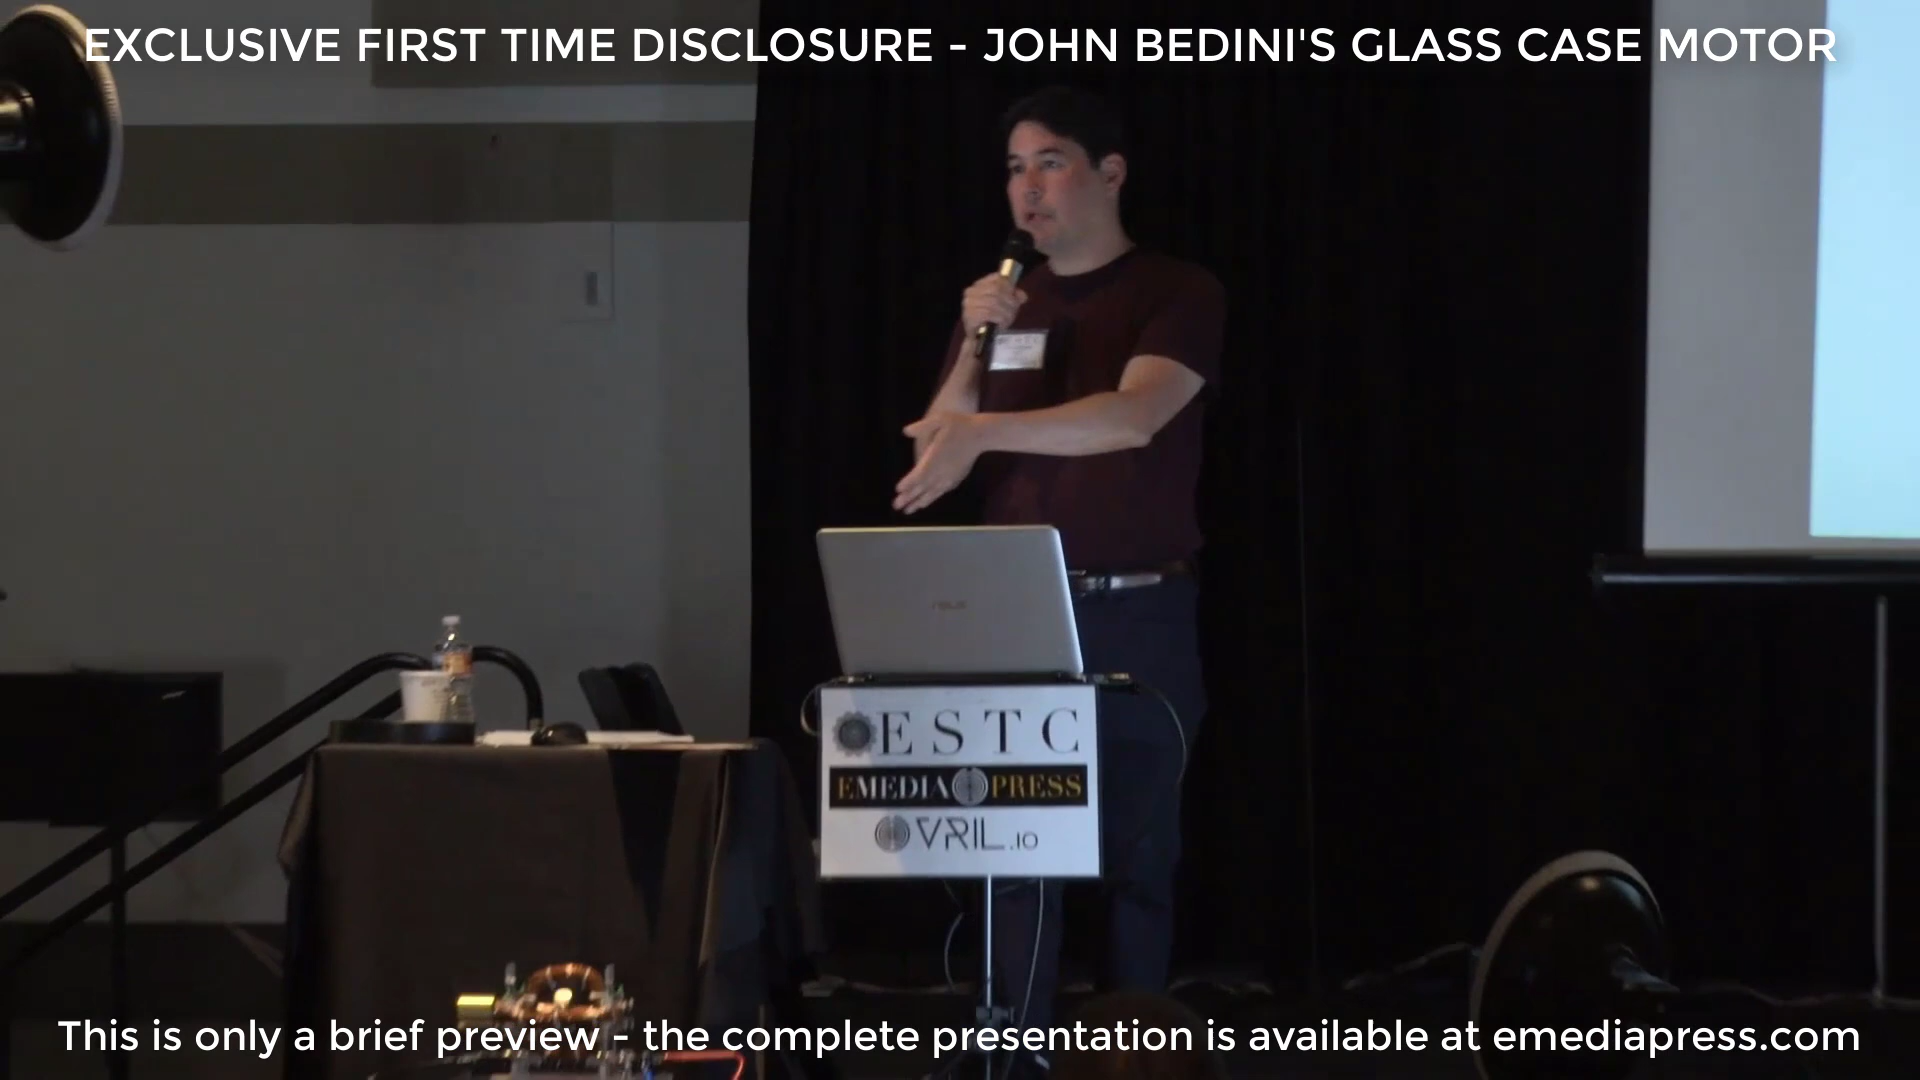 EXCLUSIVE FIRST TIME DISCLOSURE - JOHN BEDINI'S GLASS CASE MOTOR
ASUS
ESTC
EMEDIA PRESS
VRIL.IO
This is only a brief preview - the complete presentation is available at emediapress.com